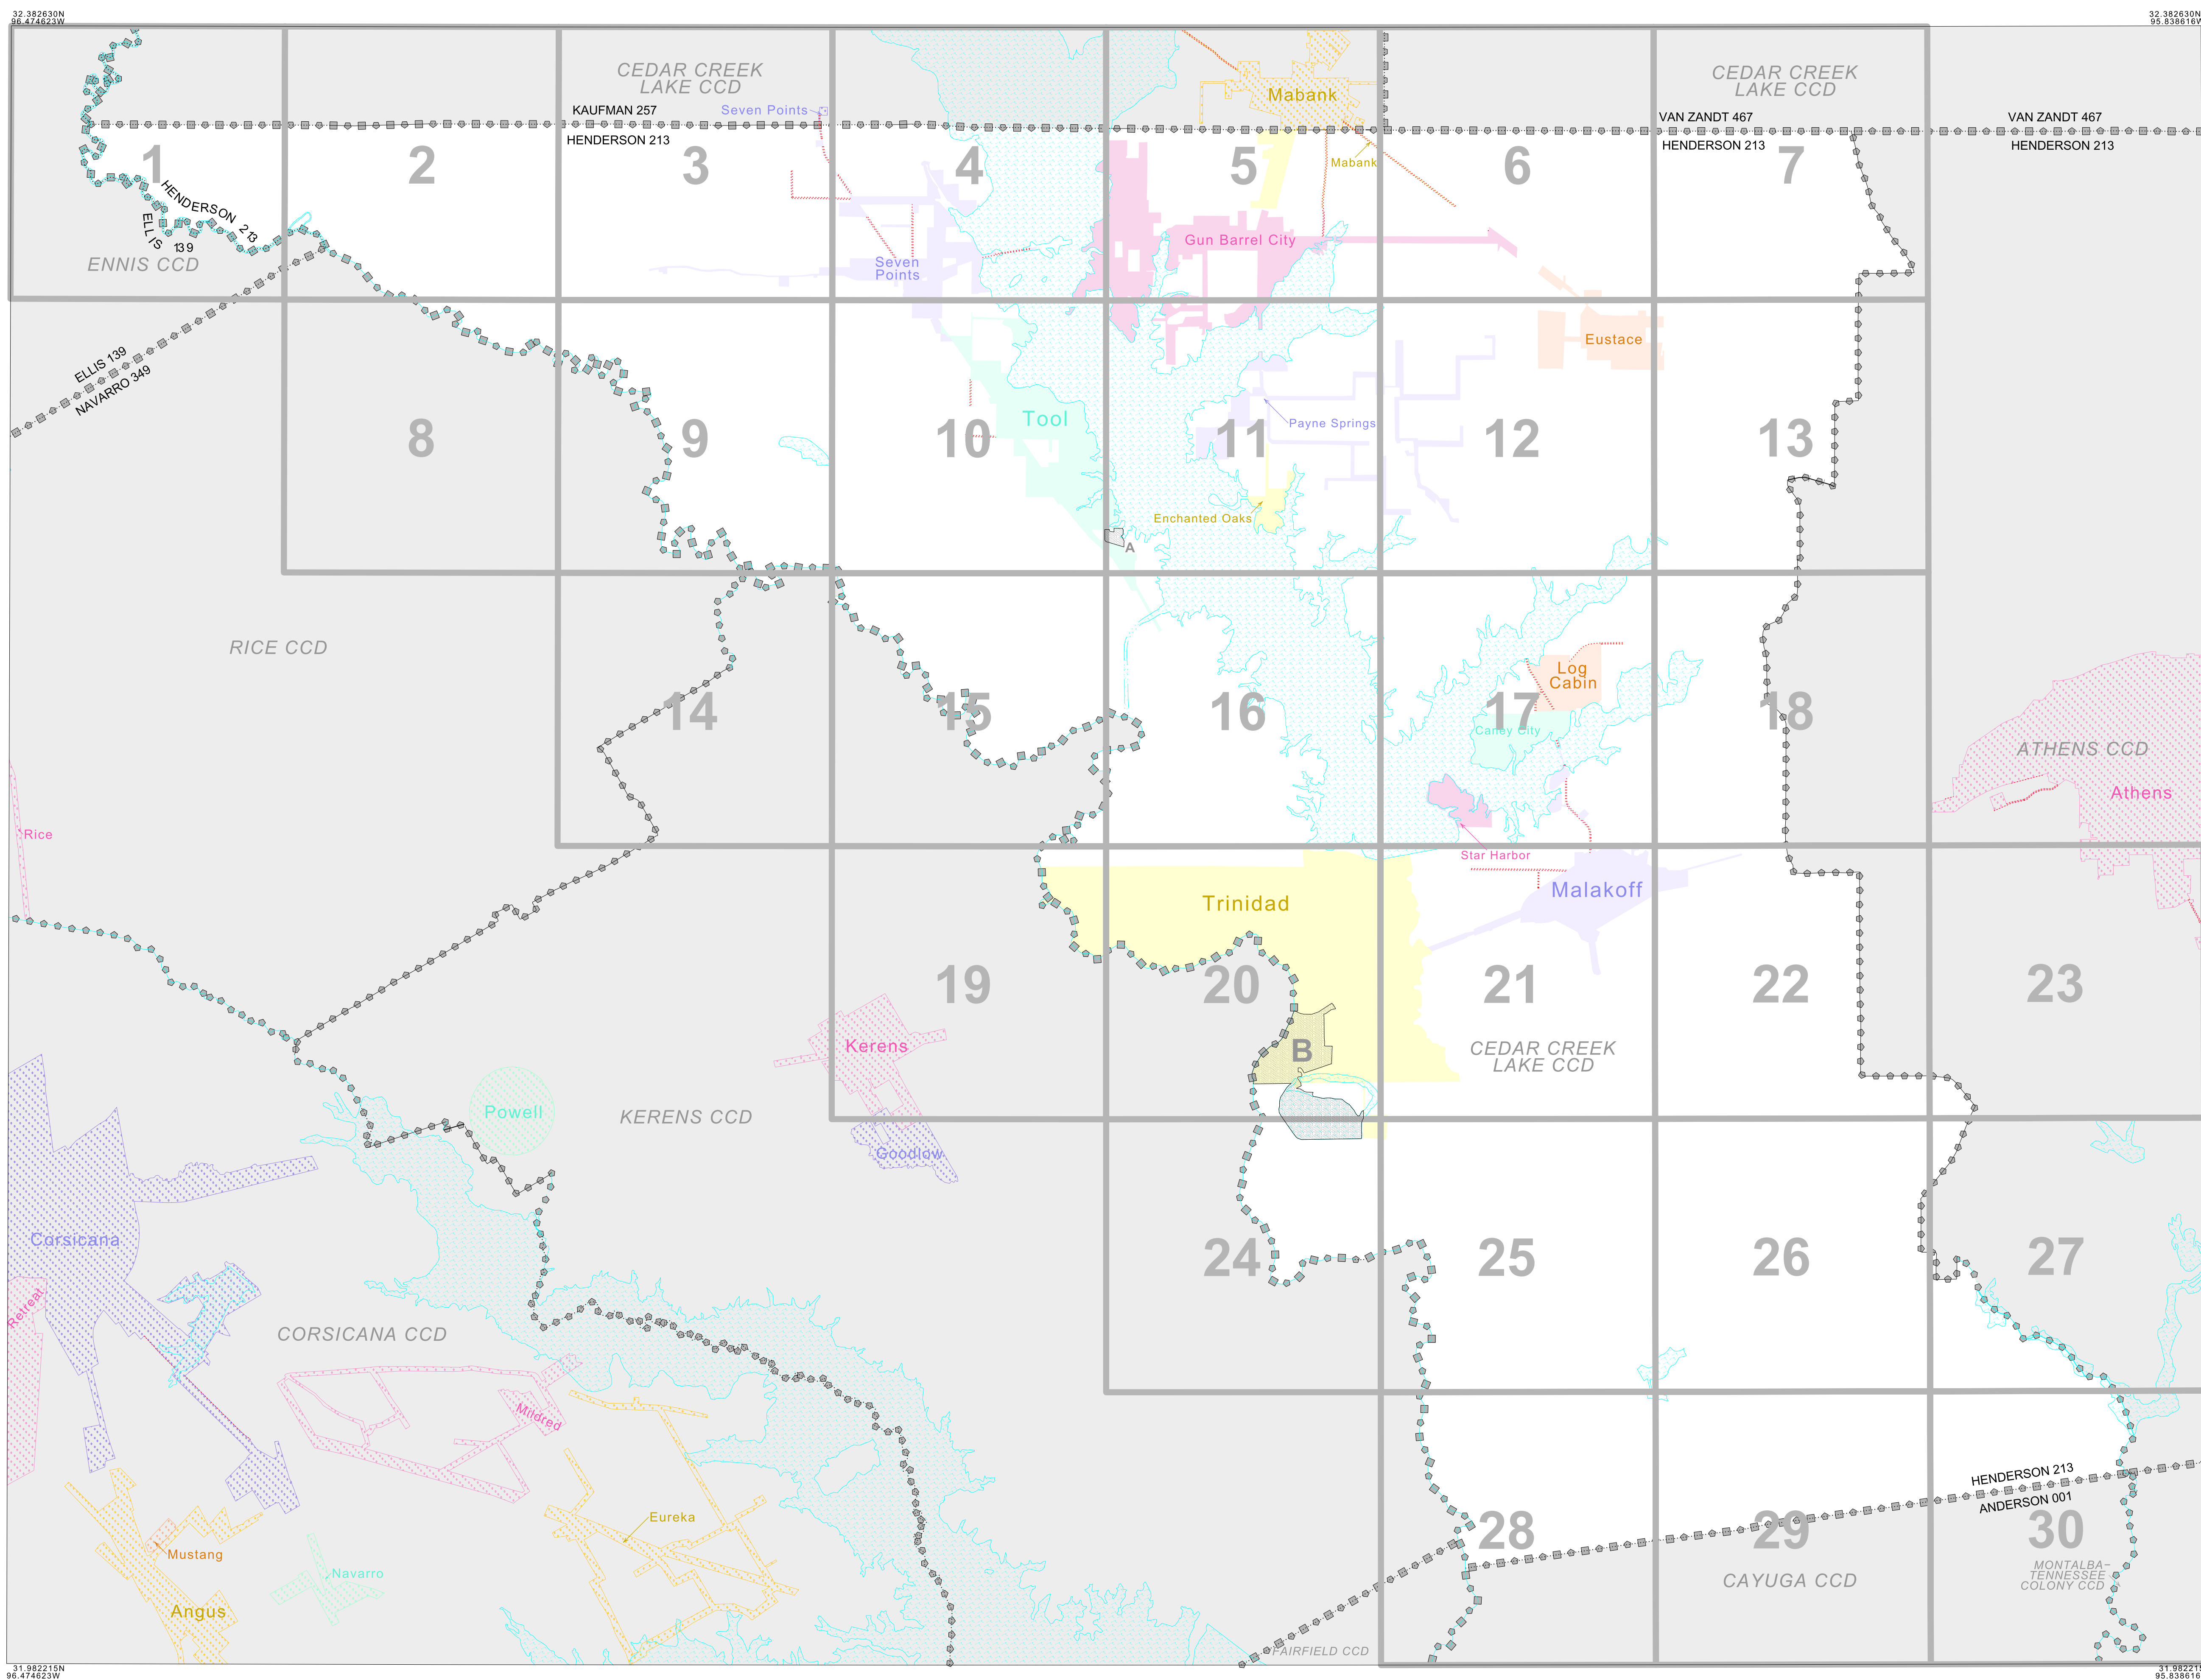 32.382630N
96.474623W
32.382630N
95.838616W
CEDAR CREEK
LAKE CCD
CEDAR CREEK
LAKE CCD
Mabank
KAUFMAN 257
Seven Points
HENDERSON 213
VAN ZANDT 467
HENDERSON 213
VAN ZANDT 467
HENDERSON 213
1
2
3
4
5
6
7
Mabank
HENDERSON 213
ELLIS 139
ENNIS CCD
Seven
Points
Gun Barrel City
Eustace
ELLIS 139
NAVARRO 349
8
9
10
11
12
13
Tool
Payne Springs
Enchanted Oaks
A
RICE CCD
14
15
16
17
18
Log
Cabin
Caney City
ATHENS CCD
Athens
Rice
Star Harbor
Trinidad
Malakoff
19
20
21
22
23
Kerens
B
CEDAR CREEK
LAKE CCD
Powell
KERENS CCD
Goodlow
Corsicana
24
25
26
27
Retreat
CORSICANA CCD
Mildred
HENDERSON 213
ANDERSON 001
Eureka
28
29
30
Mustang
Navarro
Angus
CAYUGA CCD
MONTALBA-
TENNESSEE
COLONY CCD
FAIRFIELD CCD
31.982215N
96.474623W
31.982215
95.838616